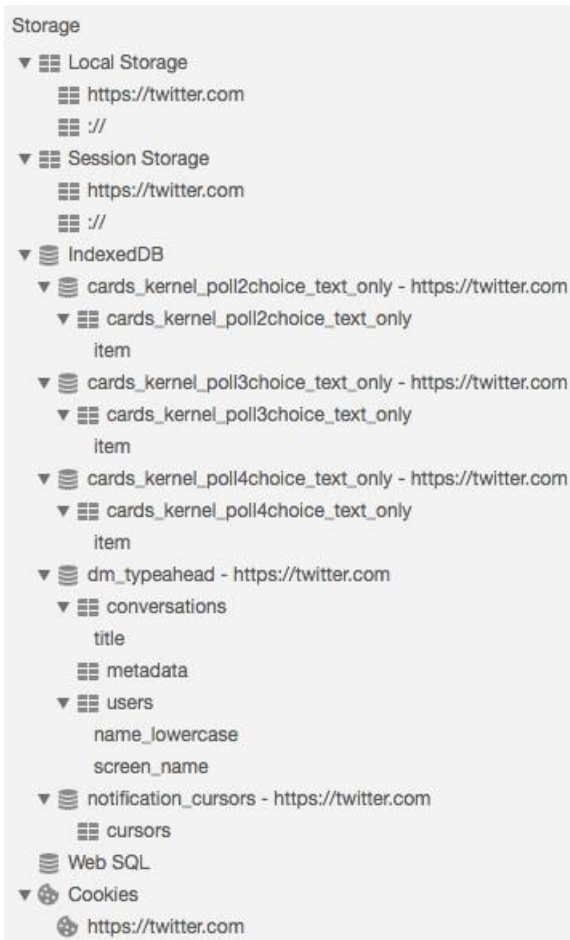 Storage
Local Storage
https://twitter.com
://
Session Storage
https://twitter.com
://
IndexedDB
cards_kernel_poll2choice_text_only - https://twitter.com
cards_kernel_poll2choice_text_only
item
cards_kernel_poll3choice_text_only - https://twitter.com
cards_kernel_poll3choice_text_only
item
cards_kernel_poll4choice_text_only - https://twitter.com
cards_kernel_poll4choice_text_only
item
dm_typeahead - https://twitter.com
conversations
title
metadata
users
name_lowercase
screen_name
notification_cursors - https://twitter.com
cursors
Web SQL
Cookies
https://twitter.com